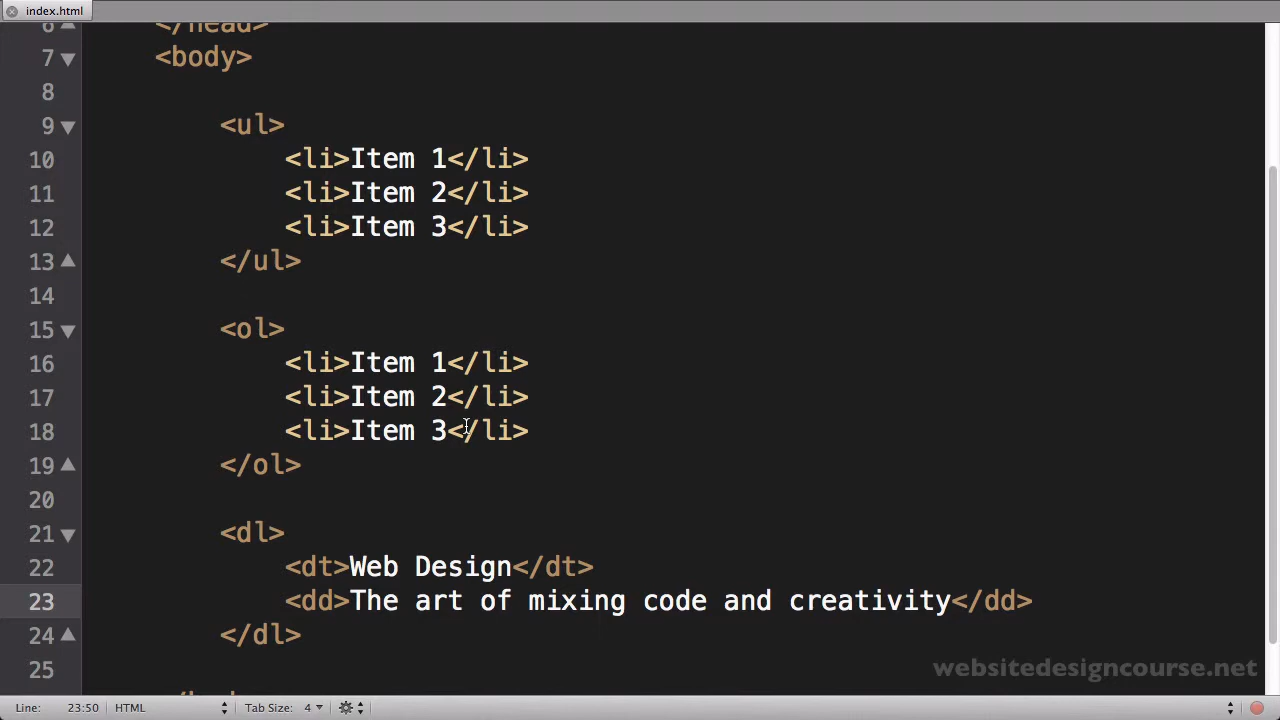 index.html
6 </head>
7 <body>
8
9 <ul>
10 <li>Item 1</li>
11 <li>Item 2</li>
12 <li>Item 3</li>
13 </ul>
14
15 <ol>
16 <li>Item 1</li>
17 <li>Item 2</li>
18 <li>Item 3</li>
19 </ol>
20
21 <dl>
22 <dt>Web Design</dt>
23 <dd>The art of mixing code and creativity</dd>
24 </dl>
25
websitedesigncourse.net
Line: 23:50 HTML Tab Size: 4